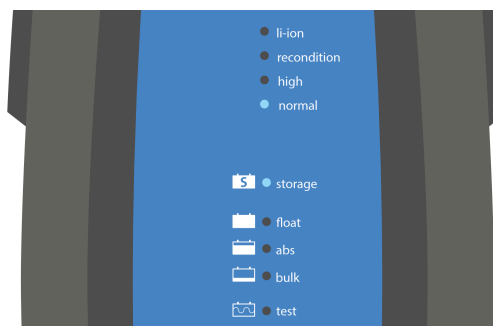 li-ion
recondition
high
normal
S storage
float
abs
bulk
test